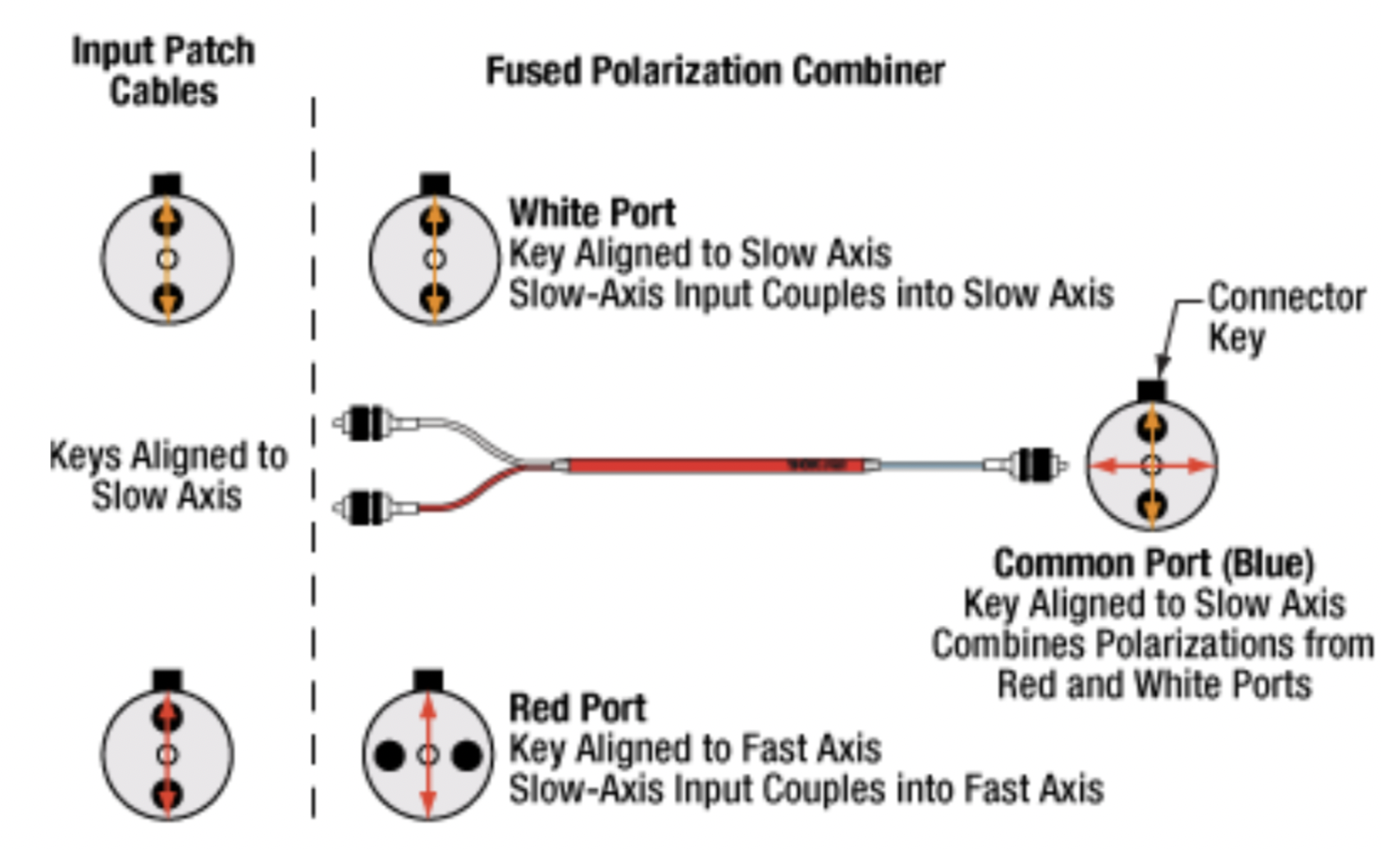 Input Patch
Cables
Fused Polarization Combiner
White Port
Key Aligned to Slow Axis
Slow-Axis Input Couples into Slow Axis
Connector
Key
Keys Aligned to
Slow Axis
Common Port (Blue)
Key Aligned to Slow Axis
Combines Polarizations from
Red and White Ports
Red Port
Key Aligned to Fast Axis
Slow-Axis Input Couples into Fast Axis